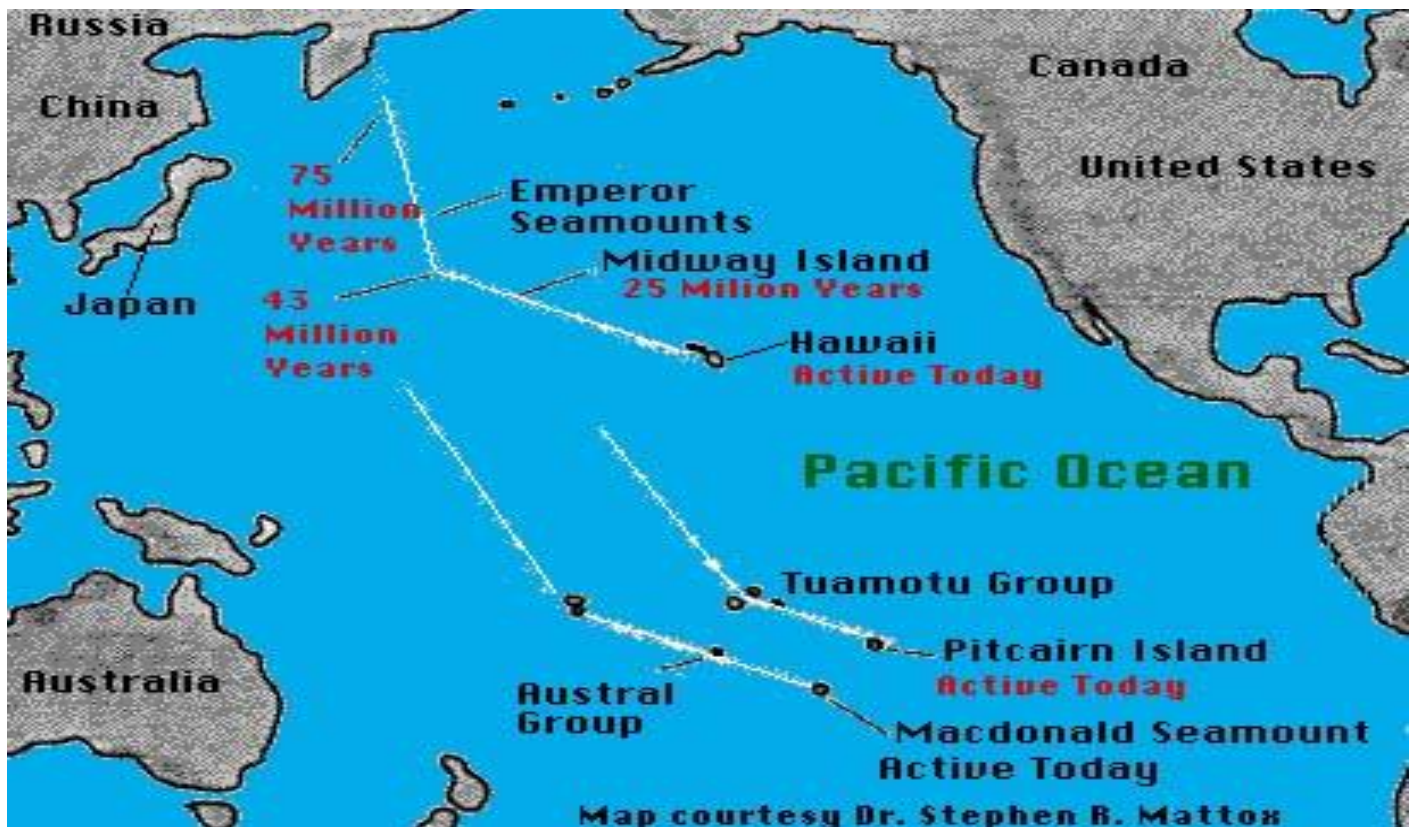 Russia
Canada
China
United States
75
Million
Years
Emperor
Seamounts
Midway Island
25 Milion Years
Japan
43
Million
Years
Hawaii
Active Today
Pacific Ocean
Tuamotu Group
Pitcairn Island
Active Today
Australia
Austral
Group
Macdonald Seamount
Active Today
Map courtesy Dr. Stephen R. Mattox